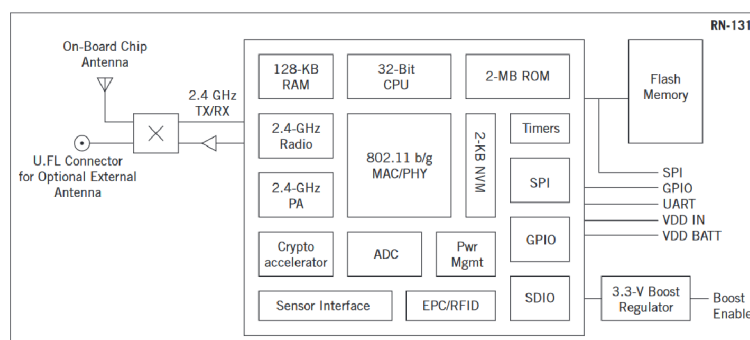 RN-131
On-Board Chip
Antenna
2.4 GHz
TX/RX
U.FL Connector
for Optional External
Antenna
128-KB
RAM
32-Bit
CPU
2-MB ROM
2.4-GHz
Radio
802.11 b/g
MAC/PHY
2-KB NVM
Timers
2.4-GHz
PA
SPI
Crypto
accelerator
ADC
Pwr
Mgmt
GPIO
Sensor Interface
EPC/RFID
SDIO
Flash
Memory
SPI
GPIO
UART
VDD IN
VDD BATT
3.3-V Boost
Regulator
Boost
Enable